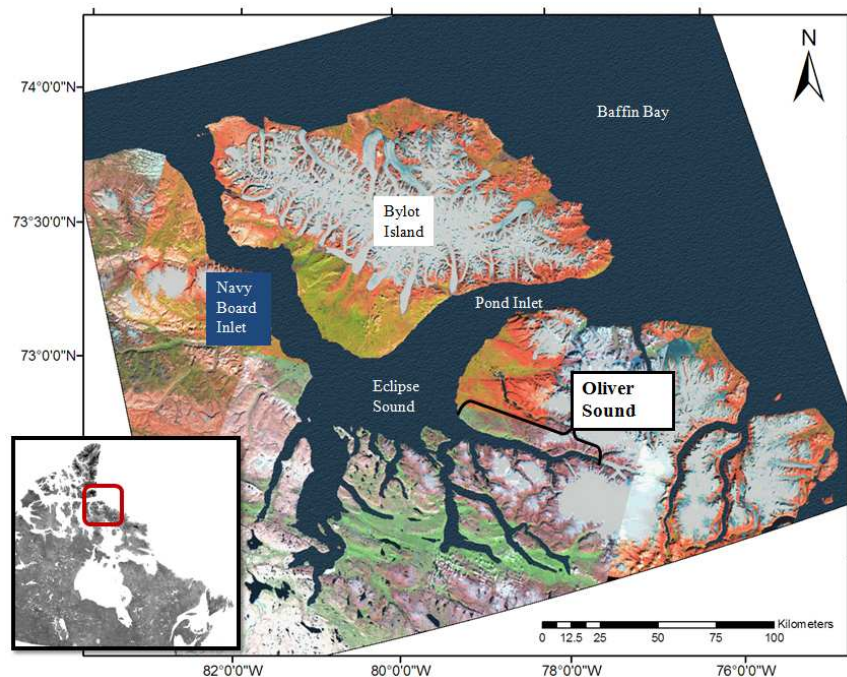 N
Baffin Bay
74°0'0"N
73°30'0"N
73°0'0"N
Bylot
Island
Navy
Board
Inlet
Pond Inlet
Eclipse
Sound
Oliver
Sound
Kilometers
0 12.5 25 50 75 100
82°0'0"W 80°0'0"W 78°0'0"W 76°0'0"W